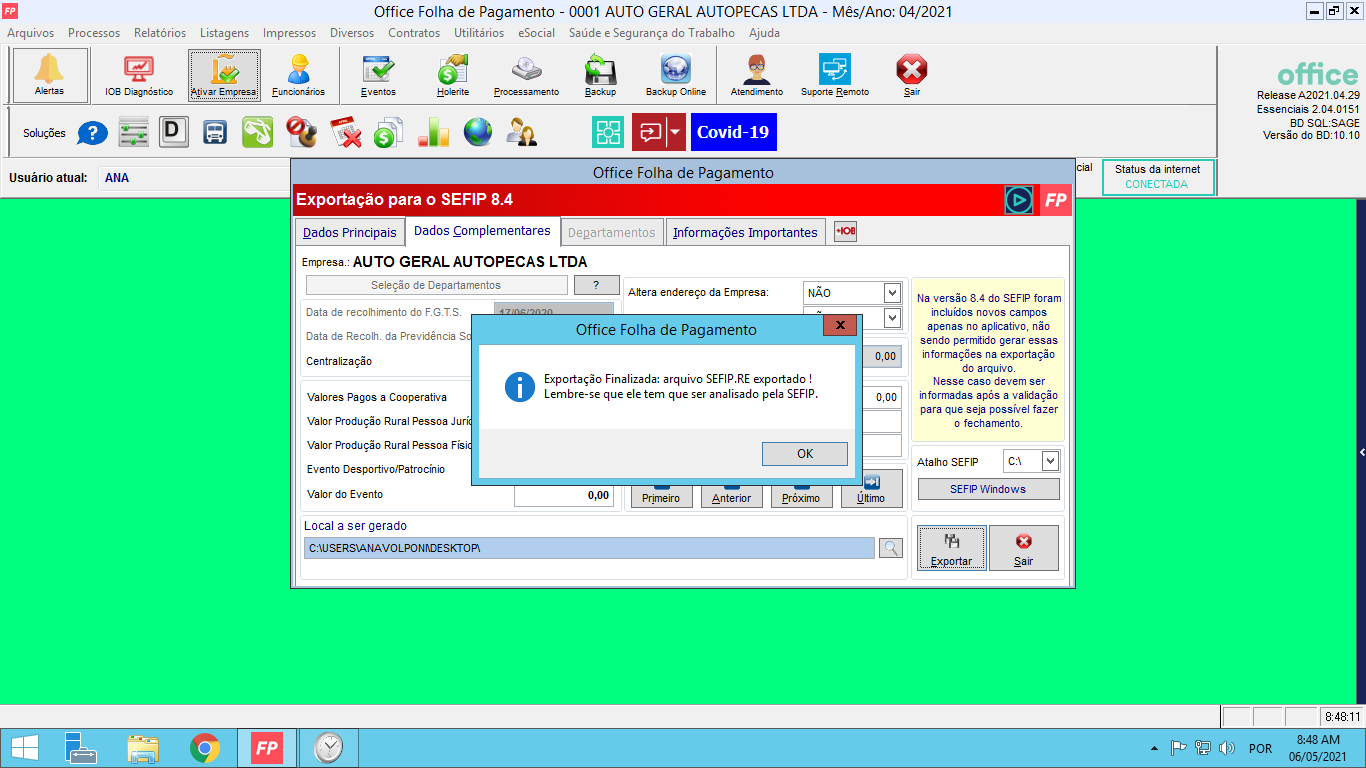 FP
Office Folha de Pagamento - 0001 AUTO GERAL AUTOPECAS LTDA - Mês/Ano: 04/2021
Arquivos Processos Relatórios Listagens Impressos Diversos Contratos Utilitários eSocial Saúde e Segurança do Trabalho Ajuda
Alertas IOB Diagnóstico Ativar Empresa Funcionários Eventos Holerite Processamento Backup Backup Online Atendimento Suporte Remoto Sair
office
Release A2021.04.29
Essenciais 2.04.0151
BD SQL:SAGE
Versão do BD:10.10
Soluções ? D Covid-19
Usuário atual: ANA
cial
Status da internet
CONECTADA
Office Folha de Pagamento
Exportação para o SEFIP 8.4 FP
Dados Principais Dados Complementares Departamentos Informações Importantes +IOB
Empresa.: AUTO GERAL AUTOPECAS LTDA
Seleção de Departamentos ?
Altera endereço da Empresa: NÃO
Data de recolhimento do F.G.T.S. 17/06/2020
Data de Recolh. da Previdência So
Centralização
0,00
Valores Pagos a Cooperativa
0,00
Valor Produção Rural Pessoa Juríd
Valor Produção Rural Pessoa Físic
Evento Desportivo/Patrocínio
Valor do Evento 0,00
Primeiro Anterior Próximo Último
Na versão 8.4 do SEFIP foram
incluídos novos campos
apenas no aplicativo, não
sendo permitido gerar essas
informações na exportação
do arquivo.
Nesse caso devem ser
informadas após a validação
para que seja possível fazer
o fechamento.
Atalho SEFIP C:\
SEFIP Windows
Local a ser gerado
C:\USERS\ANAVOLPONI\DESKTOP\
Exportar Sair
Office Folha de Pagamento X
Exportação Finalizada: arquivo SEFIP.RE exportado !
Lembre-se que ele tem que ser analisado pela SEFIP.
OK
8:48:11
FP
POR
8:48 AM
06/05/2021